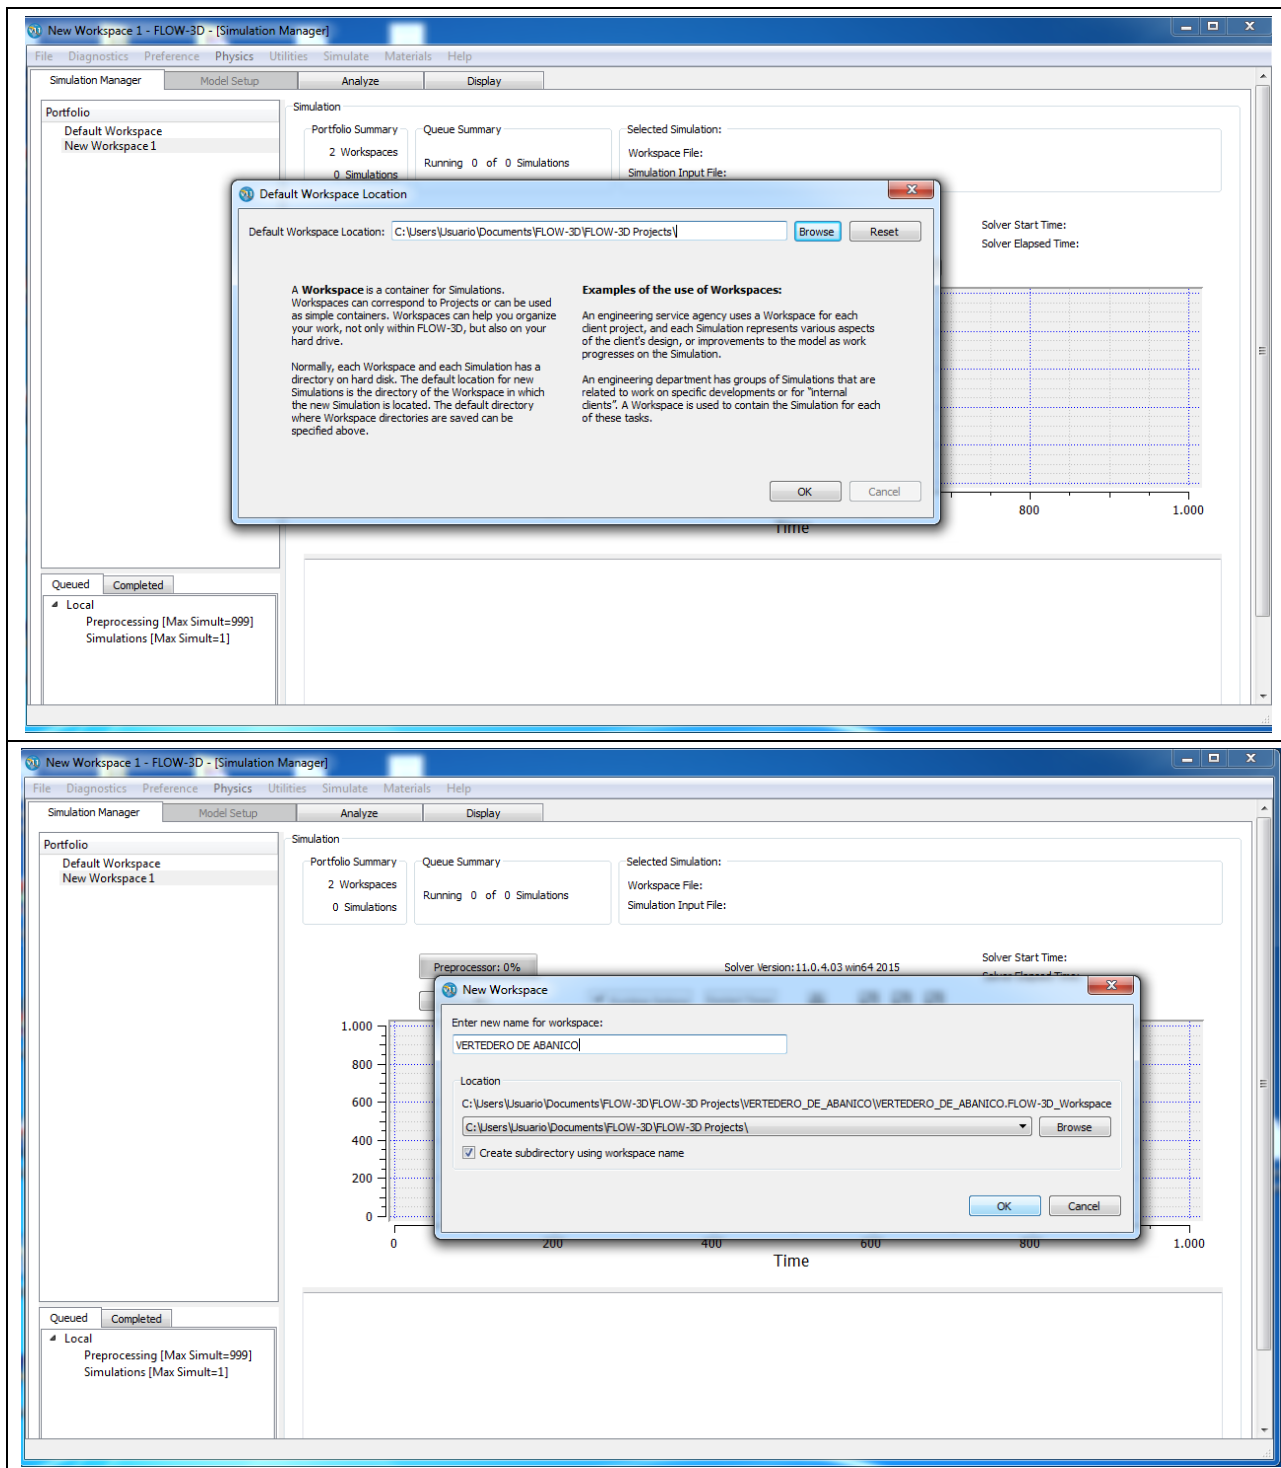 New Workspace 1 - FLOW-3D - [Simulation Manager]
File Diagnostics Preference Physics Utilities Simulate Materials Help
Simulation Manager Model Setup Analyze Display
Portfolio
Default Workspace
New Workspace 1
Simulation
Portfolio Summary Queue Summary Selected Simulation:
2 Workspaces Workspace File:
Running 0 of 0 Simulations
0 Simulations Simulation Input File:
Default Workspace Location
Default Workspace Location: C:\Users\Usuario\Documents\FLOW-3D\FLOW-3D Projects\ Browse Reset
Solver Start Time:
Solver Elapsed Time:
A Workspace is a container for Simulations.
Workspaces can correspond to Projects or can be used
as simple containers. Workspaces can help you organize
your work, not only within FLOW-3D, but also on your
hard drive.
Normally, each Workspace and each Simulation has a
directory on hard disk. The default location for new
Simulations is the directory of the Workspace in which
the new Simulation is located. The default directory
where Workspace directories are saved can be
specified above.
Examples of the use of Workspaces:
An engineering service agency uses a Workspace for each
client project, and each Simulation represents various aspects
of the client's design, or improvements to the model as work
progresses on the Simulation.
An engineering department has groups of Simulations that are
related to work on specific developments or for "internal
clients". A Workspace is used to contain the Simulation for each
of these tasks.
OK Cancel
800 1.000
Time
Queued Completed
Local
Preprocessing [Max Simult=999]
Simulations [Max Simult=1]
New Workspace 1 - FLOW-3D - [Simulation Manager]
File Diagnostics Preference Physics Utilities Simulate Materials Help
Simulation Manager Model Setup Analyze Display
Portfolio
Default Workspace
New Workspace 1
Simulation
Portfolio Summary Queue Summary Selected Simulation:
2 Workspaces Workspace File:
Running 0 of 0 Simulations
0 Simulations Simulation Input File:
Solver Start Time:
Preprocessor: 0% Solver Version:11.0.4.03 win64 2015
Solver Elapsed Time:
New Workspace
Enter new name for workspace:
VERTEDERO DE ABANICO
Location
C:\Users\Usuario\Documents\FLOW-3D\FLOW-3D Projects\VERTEDERO_DE_ABANICO\VERTEDERO_DE_ABANICO.FLOW-3D_Workspace
C:\Users\Usuario\Documents\FLOW-3D\FLOW-3D Projects\ Browse
Create subdirectory using workspace name
OK Cancel
1.000
800
600
400
200
0
0 200 400 600 800 1.000
Time
Queued Completed
Local
Preprocessing [Max Simult=999]
Simulations [Max Simult=1]